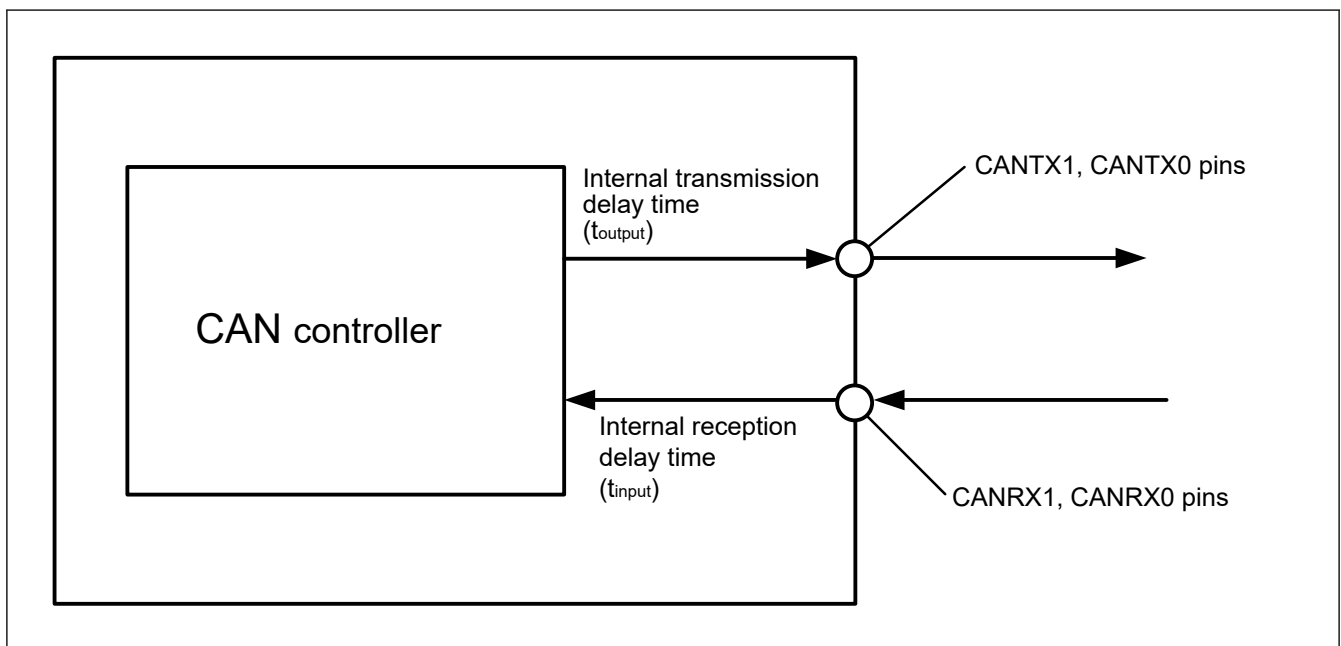 Internal transmission
delay time
(toutput)
CANTX1, CANTX0 pins
CAN controller
Internal reception
delay time
(tinput)
CANRX1, CANRX0 pins